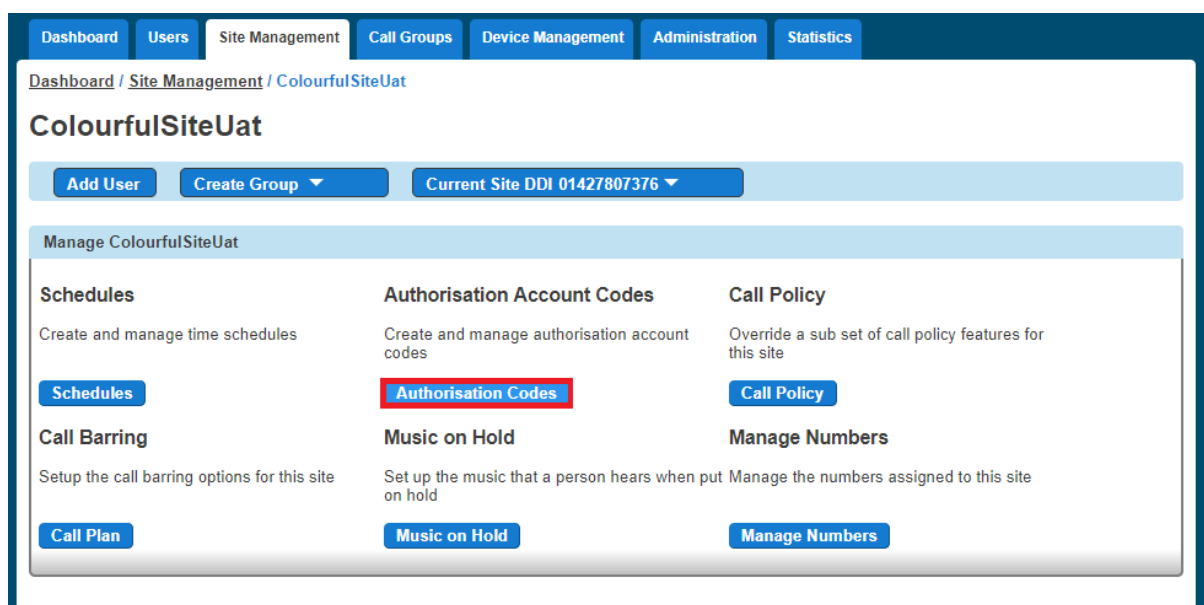 Dashboard Users Site Management Call Groups Device Management Administration Statistics
Dashboard / Site Management / ColourfulSiteUat
ColourfulSiteUat
Add User Create Group Current Site DDI 01427807376
Manage ColourfulSiteUat
Schedules
Create and manage time schedules
Schedules
Authorisation Account Codes
Create and manage authorisation account
codes
Authorisation Codes
Call Policy
Override a sub set of call policy features for
this site
Call Policy
Call Barring
Setup the call barring options for this site
Call Plan
Music on Hold
Set up the music that a person hears when put
on hold
Music on Hold
Manage Numbers
Manage the numbers assigned to this site
Manage Numbers